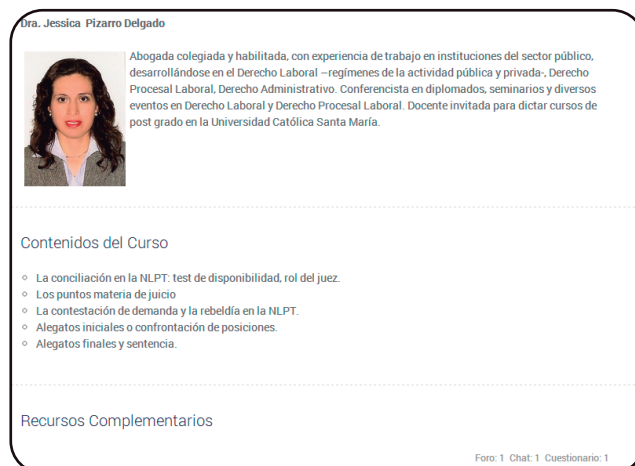 Dra. Jessica Pizarro Delgado
Abogada colegiada y habilitada, con experiencia de trabajo en instituciones del sector público,
desarrollándose en el Derecho Laboral –regímenes de la actividad pública y privada-, Derecho
Procesal Laboral, Derecho Administrativo. Conferencista en diplomados, seminarios y diversos
eventos en Derecho Laboral y Derecho Procesal Laboral. Docente invitada para dictar cursos de
post grado en la Universidad Católica Santa María.
Contenidos del Curso
La conciliación en la NLPT: test de disponibilidad, rol del juez.
Los puntos materia de juicio
La contestación de demanda y la rebeldía en la NLPT.
Alegatos iniciales o confrontación de posiciones.
Alegatos finales y sentencia.
Recursos Complementarios
Foro: 1 Chat: 1 Cuestionario: 1